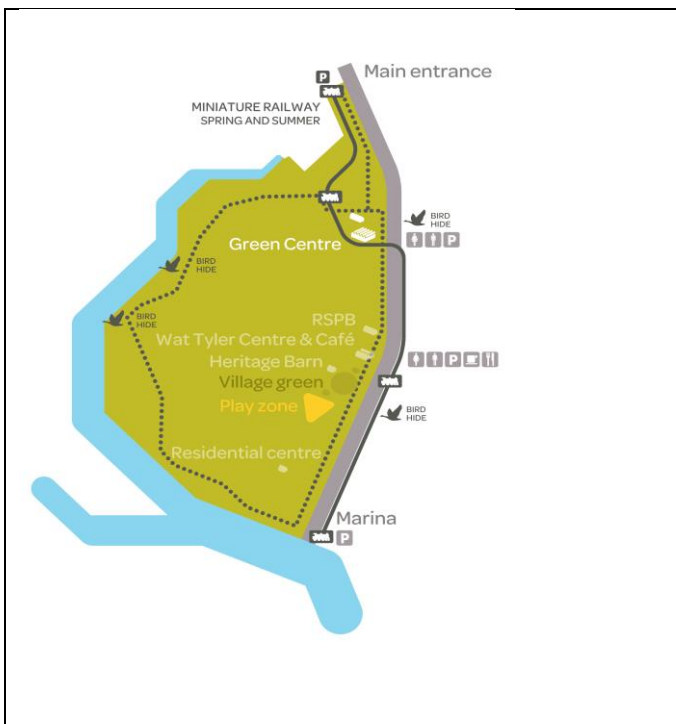 Main entrance
P
MINIATURE RAILWAY
SPRING AND SUMMER
BIRD
HIDE
P
Green Centre
BIRD
HIDE
BIRD
HIDE
RSPB
Wat Tyler Centre & Café
Heritage Barn
P
Village green
Play zone
BIRD
HIDE
Residential centre
Marina
P